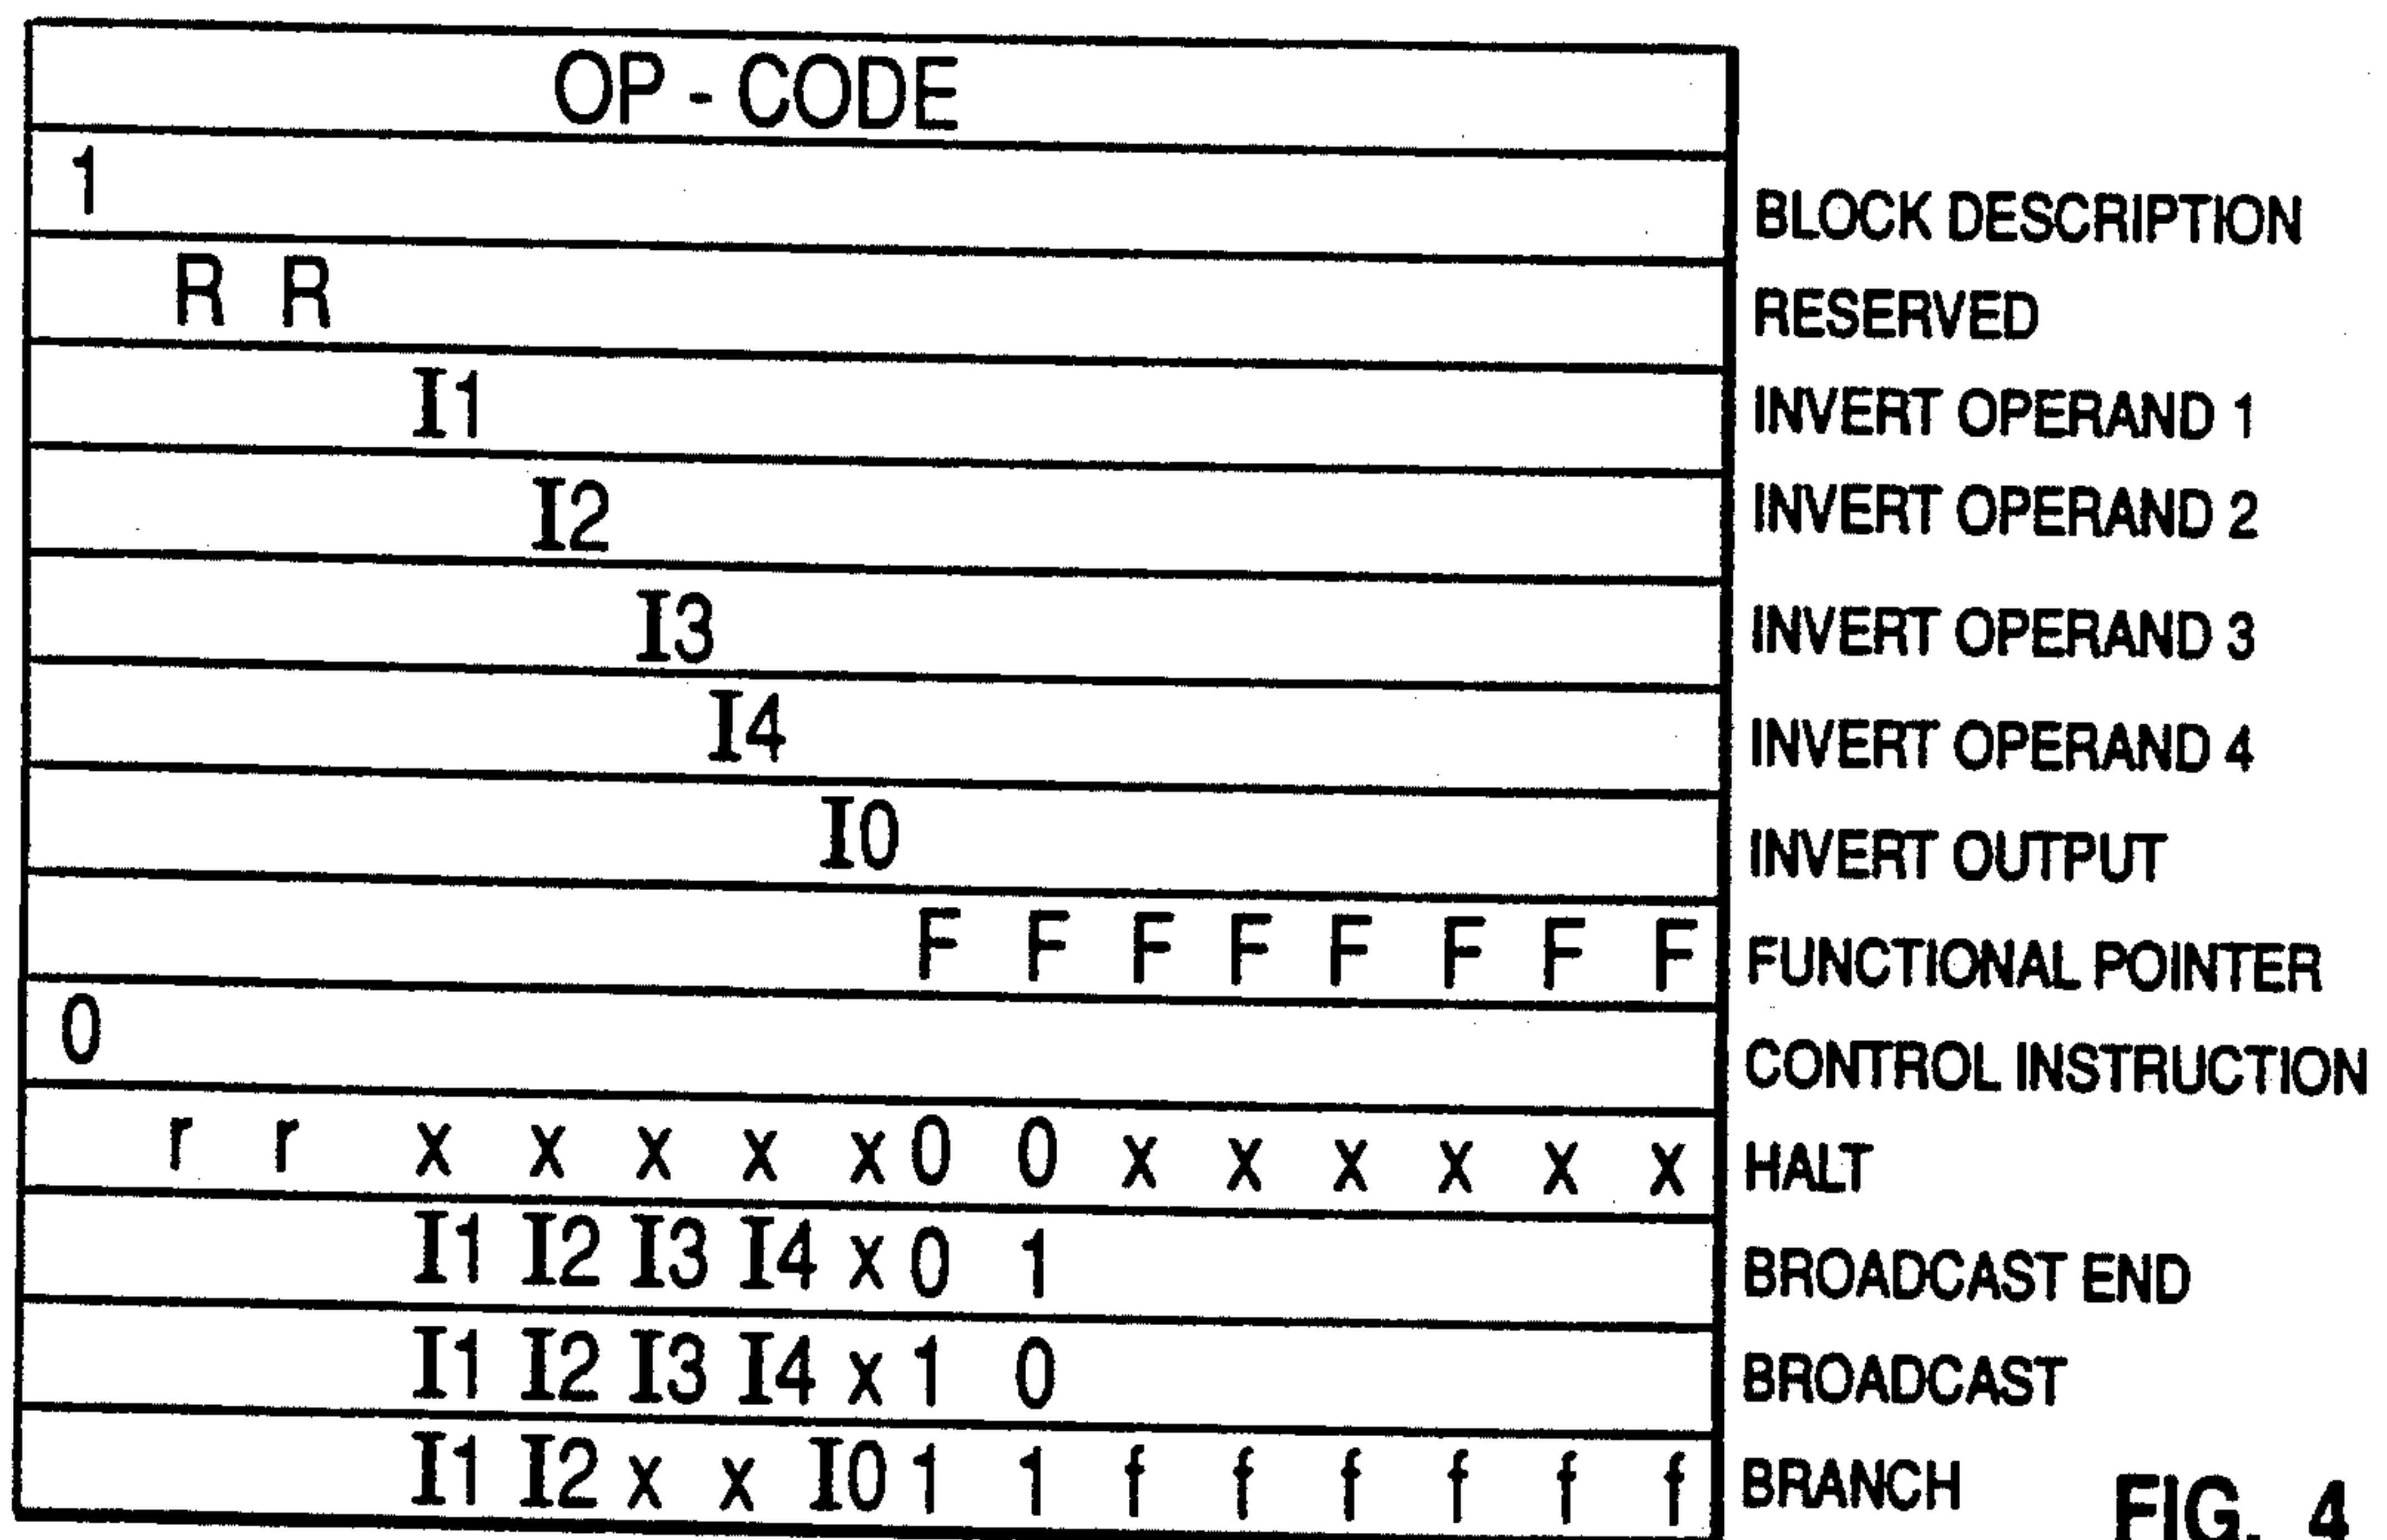 OP - CODE
1 BLOCK DESCRIPTION
R R RESERVED
I1 INVERT OPERAND 1
I2 INVERT OPERAND 2
I3 INVERT OPERAND 3
I4 INVERT OPERAND 4
I0 INVERT OUTPUT
F F F F F F F F FUNCTIONAL POINTER
0 CONTROL INSTRUCTION
r r x x x x x 0 0 x x x x x x HALT
I1 I2 I3 I4 x 0 1 BROADCAST END
I1 I2 I3 I4 x 1 0 BROADCAST
I1 I2 x x I0 1 1 f f f f f f BRANCH
FIG. 4